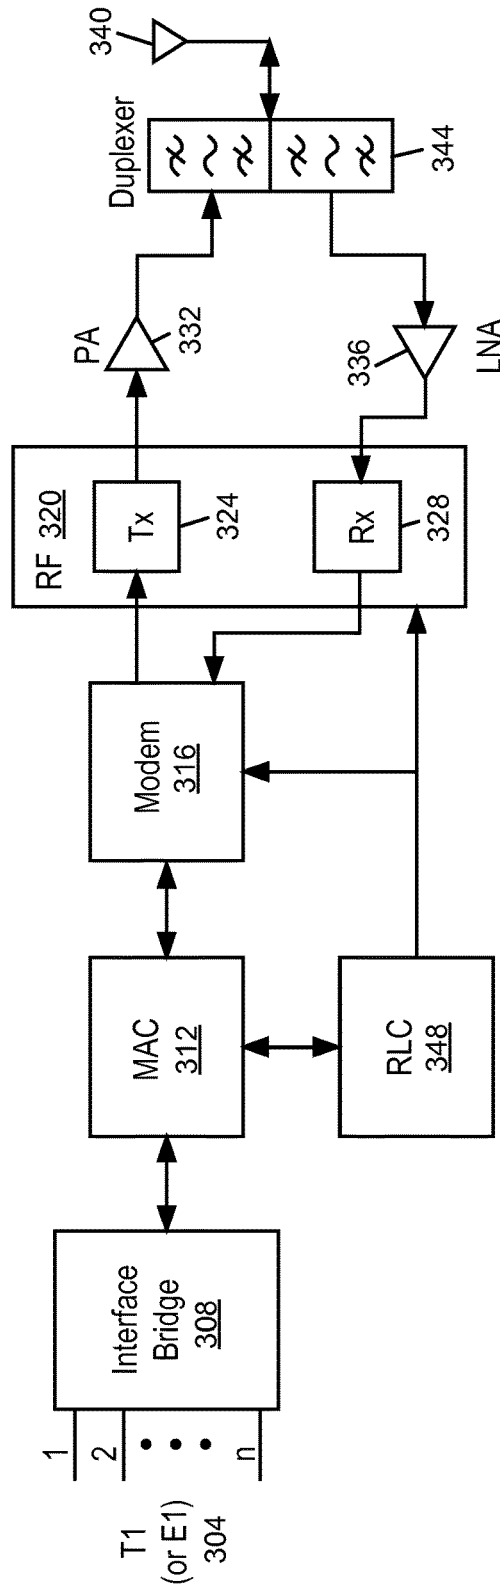 T1
(or E1)
304
1
2
n
Interface
Bridge
308
MAC
312
RLC
348
Modem
316
RF 320
Tx
324
Rx
328
PA
332
336
LNA
Duplexer
344
340